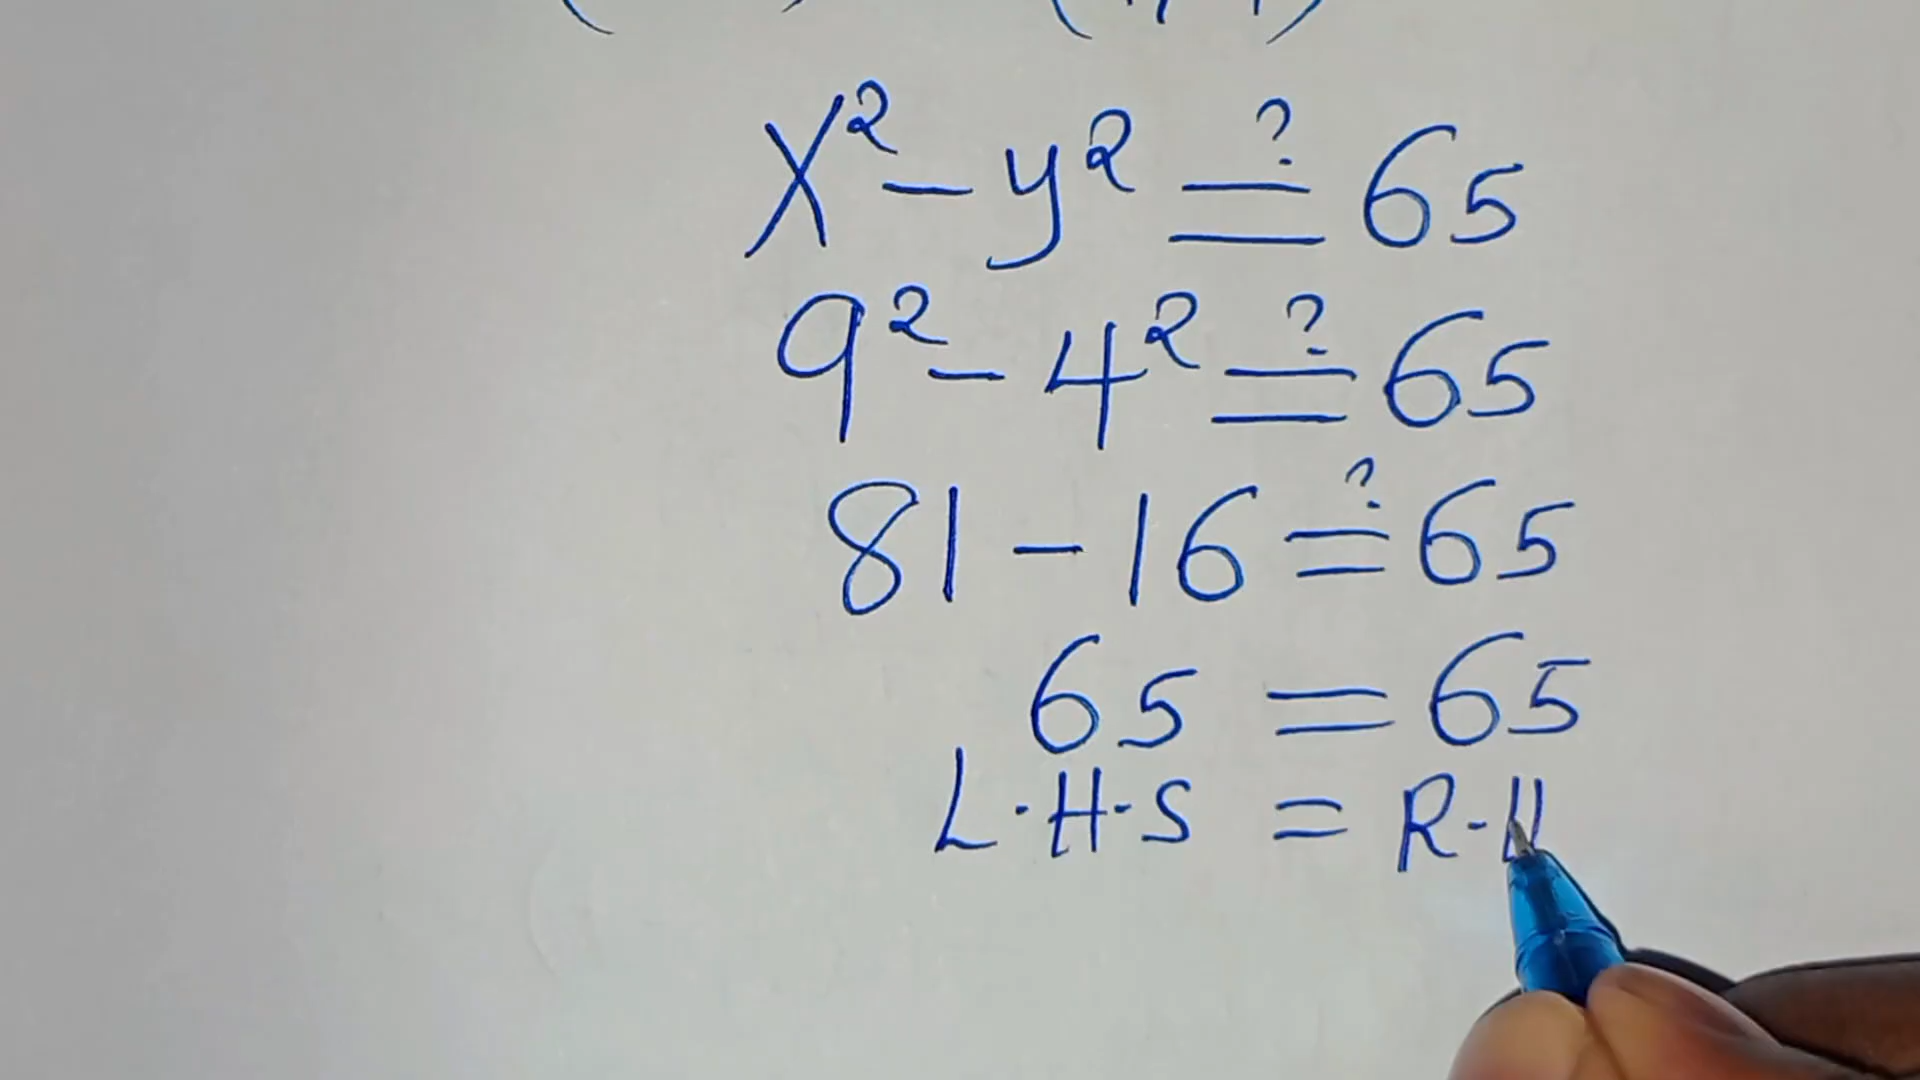 x² - y² ≟ 65
9² - 4² ≟ 65
81 - 16 ≟ 65
65 = 65
L.H.S = R.H